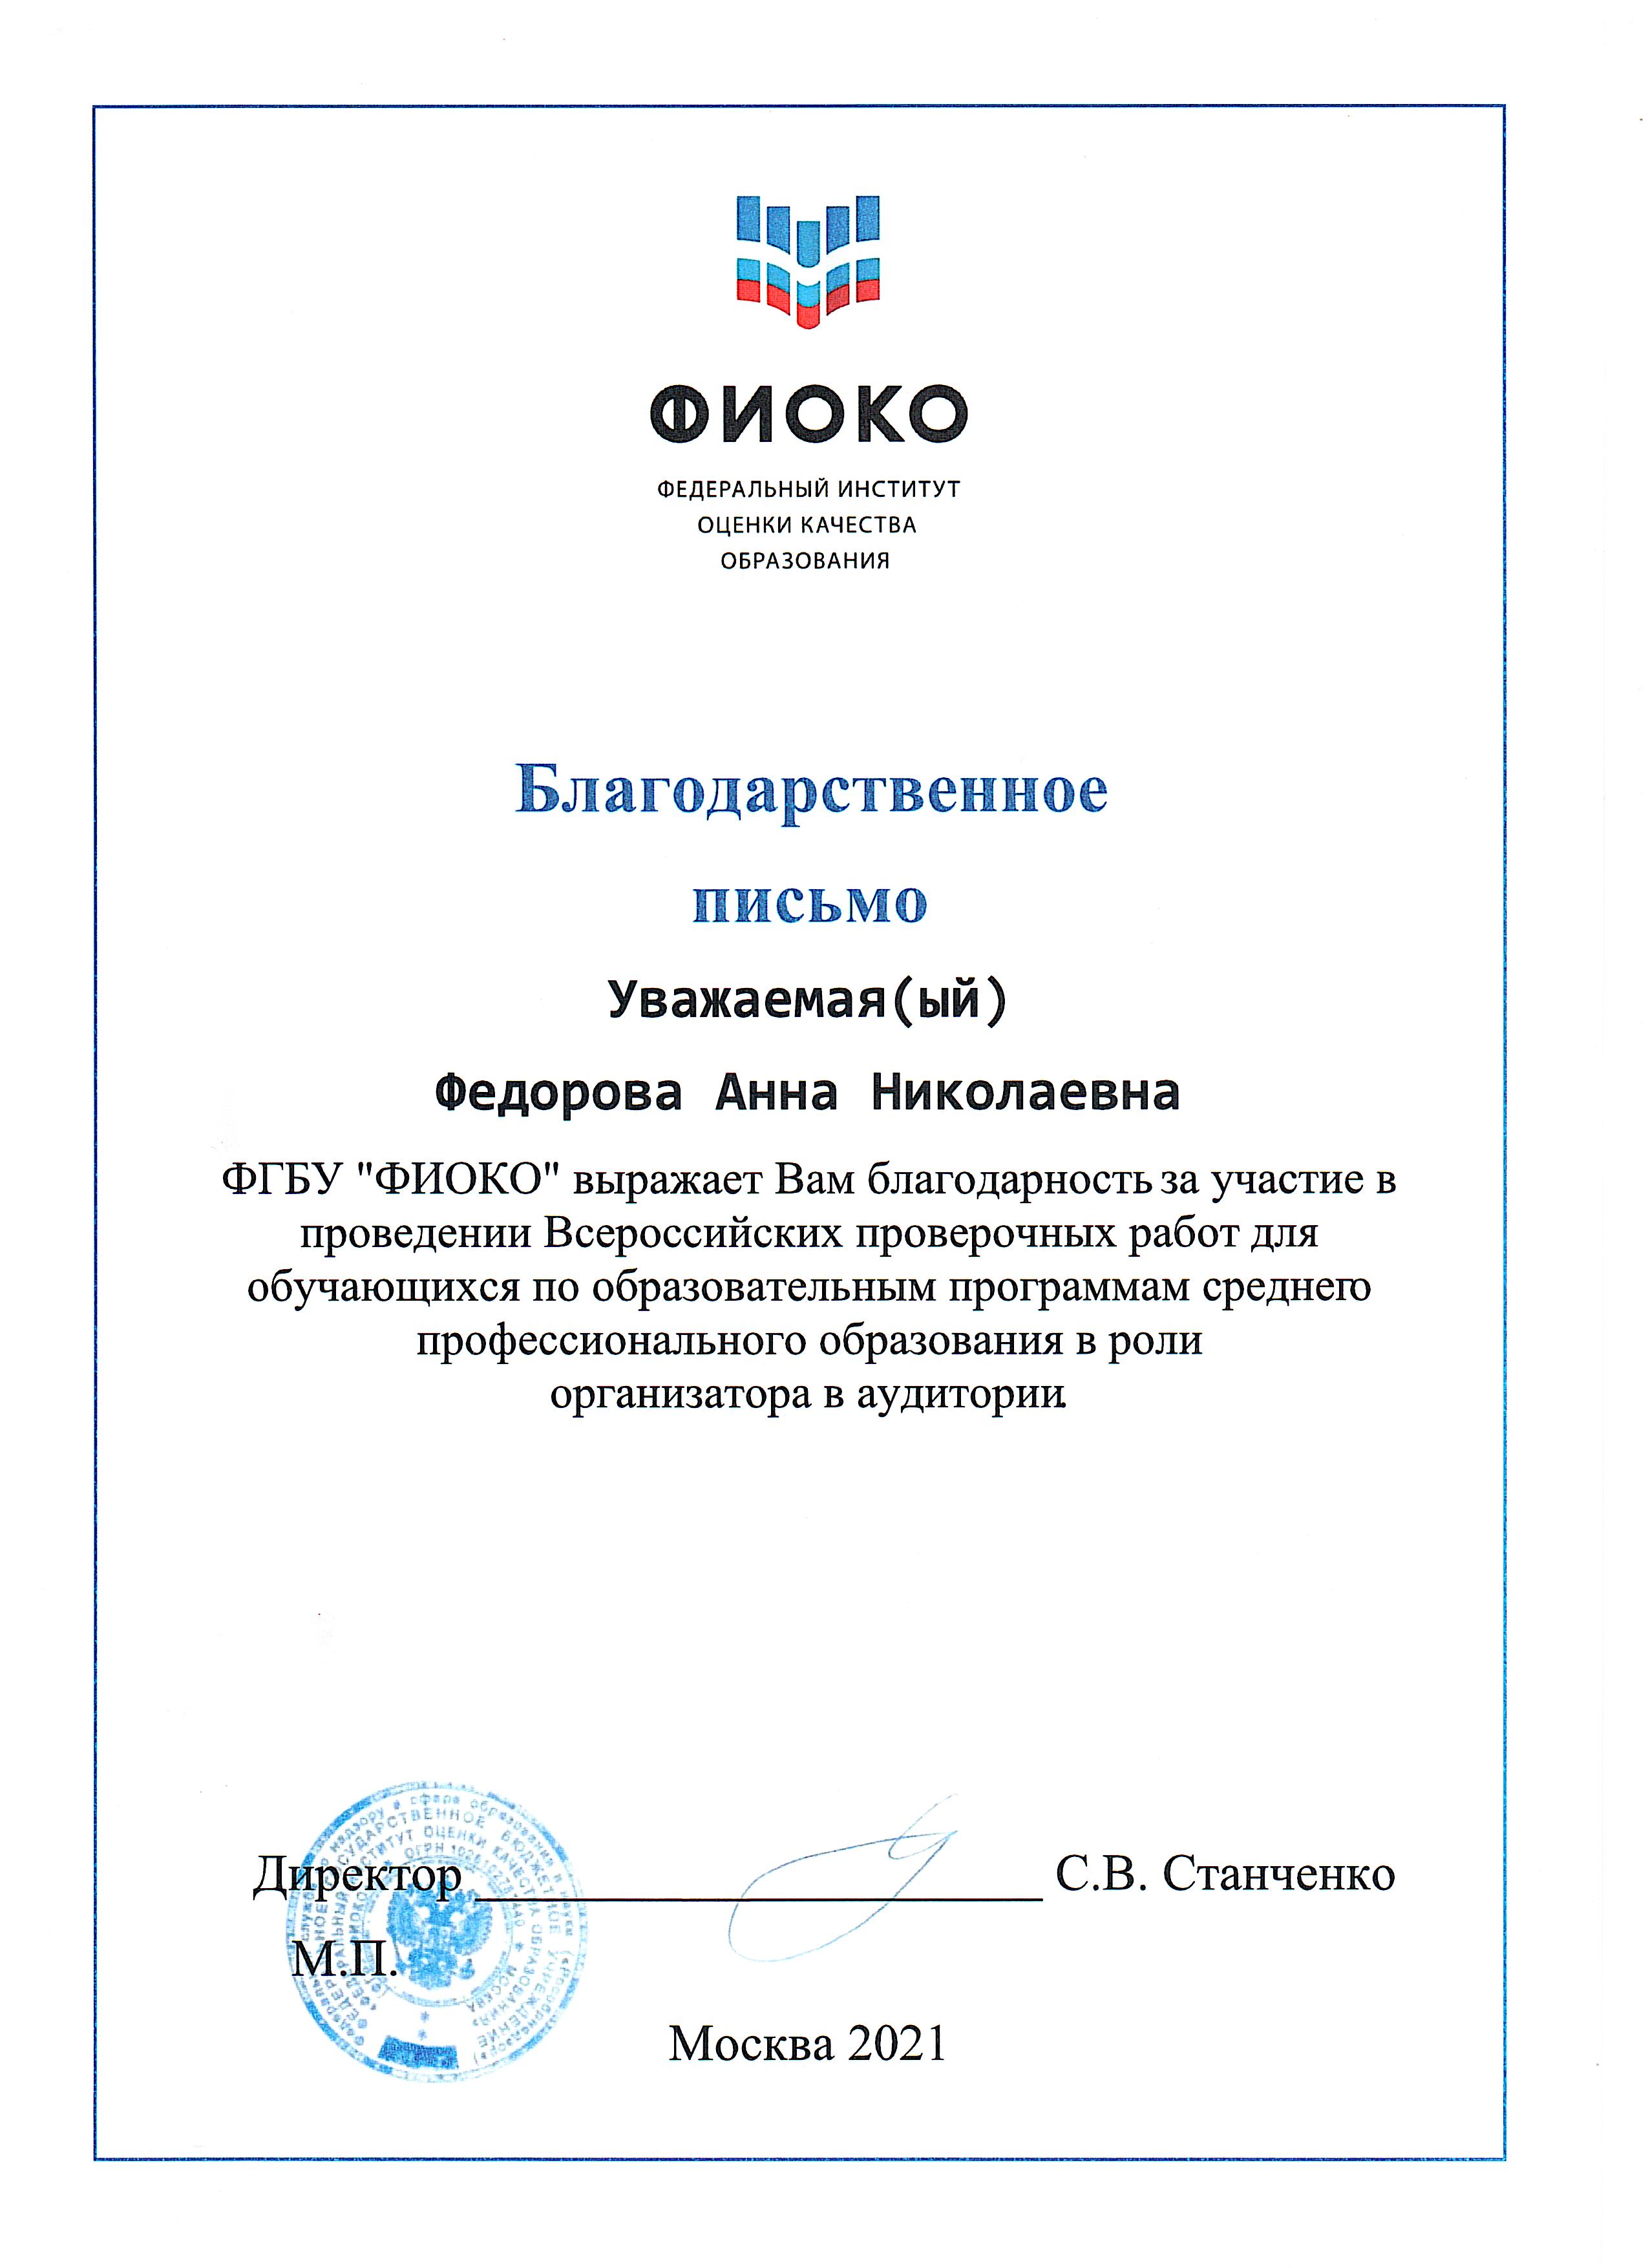 ФИОКО
ФЕДЕРАЛЬНЫЙ ИНСТИТУТ
ОЦЕНКИ КАЧЕСТВА
ОБРАЗОВАНИЯ
Благодарственное
письмо
Уважаемая(ый)
Федорова Анна Николаевна
ФГБУ "ФИОКО" выражает Вам благодарность за участие в
проведении Всероссийских проверочных работ для
обучающихся по образовательным программам среднего
профессионального образования в роли
организатора в аудитории.
Директор С.В. Станченко
М.П.
Москва 2021